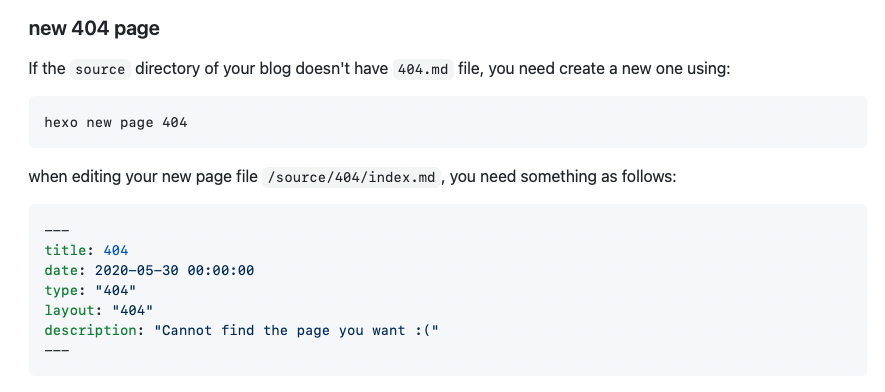 new 404 page
If the source directory of your blog doesn't have 404.md file, you need create a new one using:
hexo new page 404
when editing your new page file /source/404/index.md , you need something as follows:
---
title: 404
date: 2020-05-30 00:00:00
type: "404"
layout: "404"
description: "Cannot find the page you want :("
---